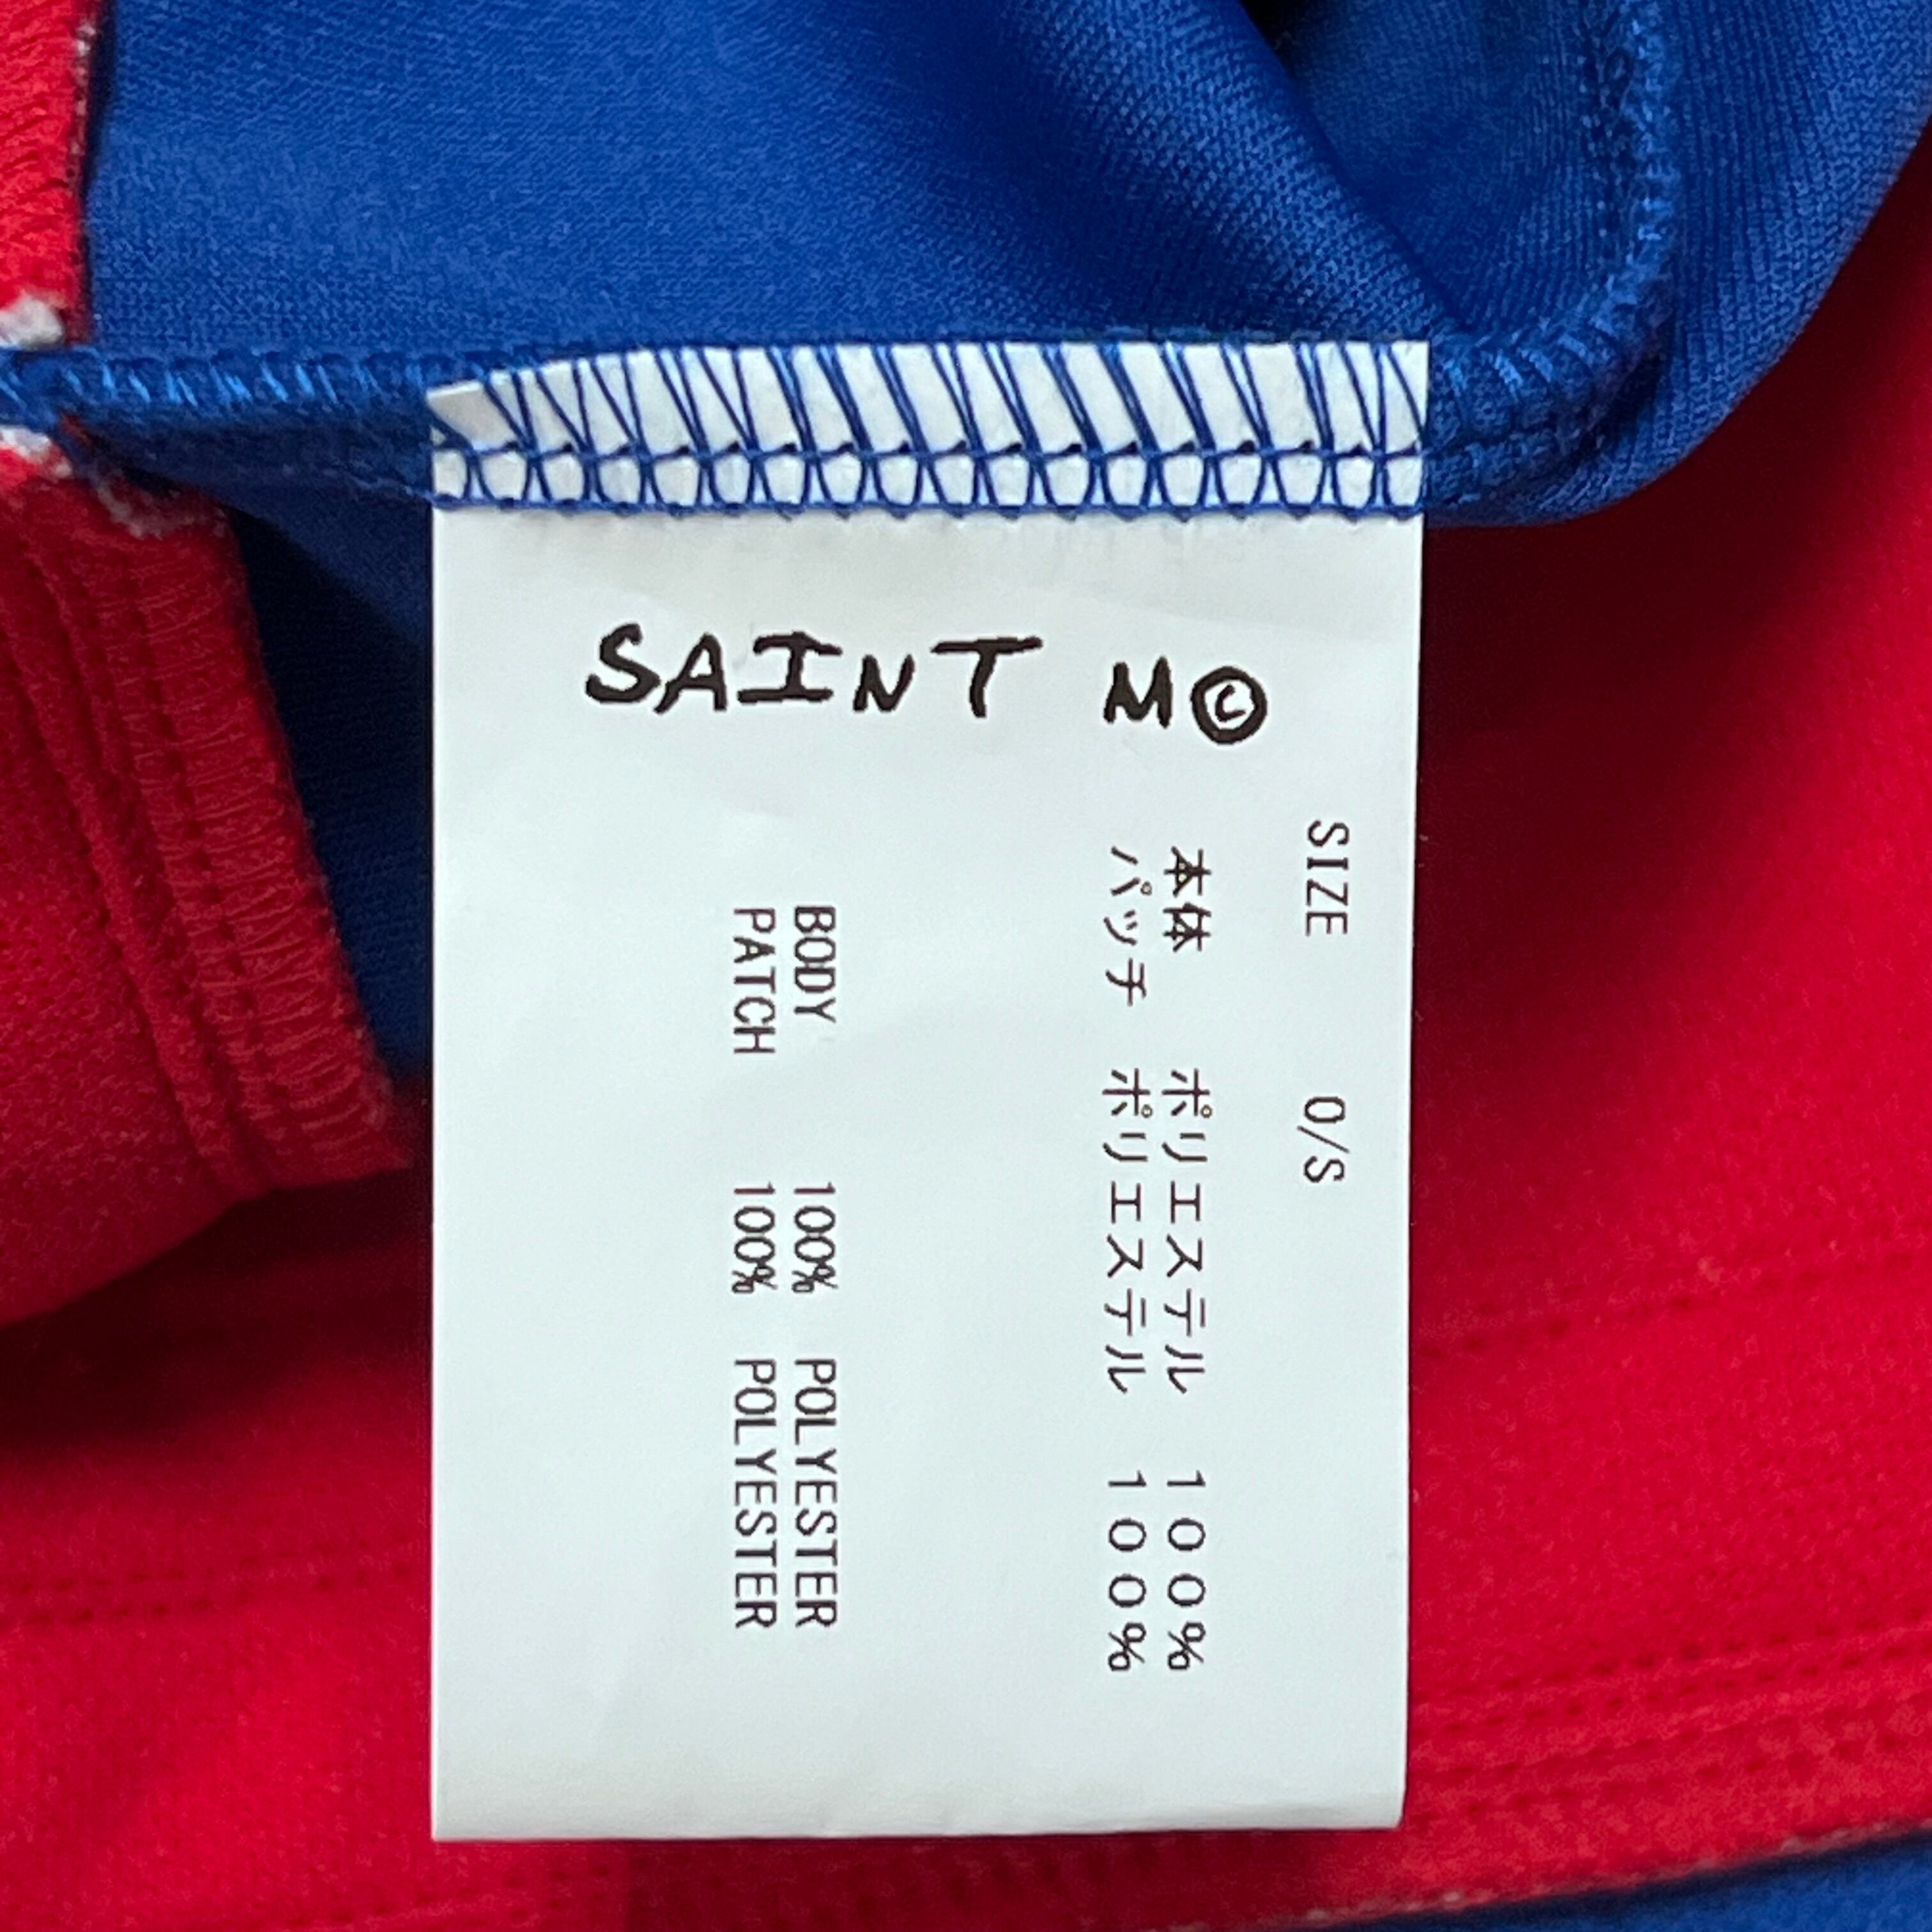 SAINT M©
SIZE O/S
本体 ポリエステル 100%
パッチ ポリエステル 100%
BODY 100% POLYESTER
PATCH 100% POLYESTER